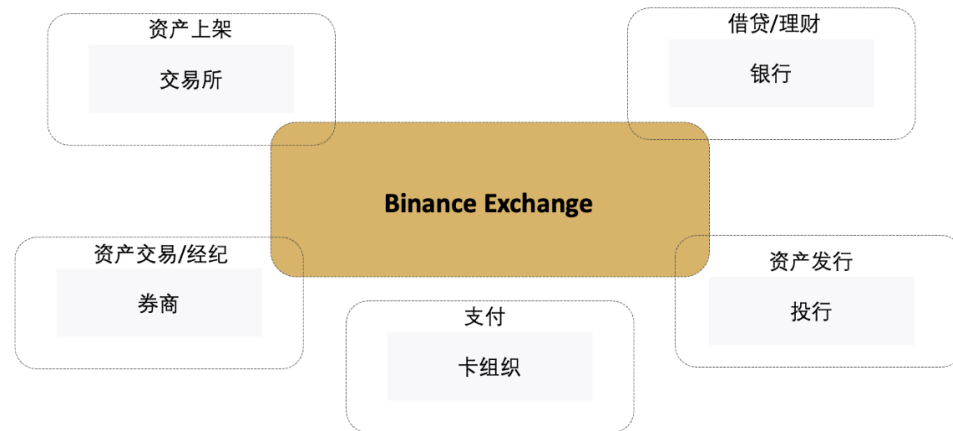 资产上架
交易所
借贷/理财
银行
Binance Exchange
资产交易/经纪
券商
资产发行
投行
支付
卡组织